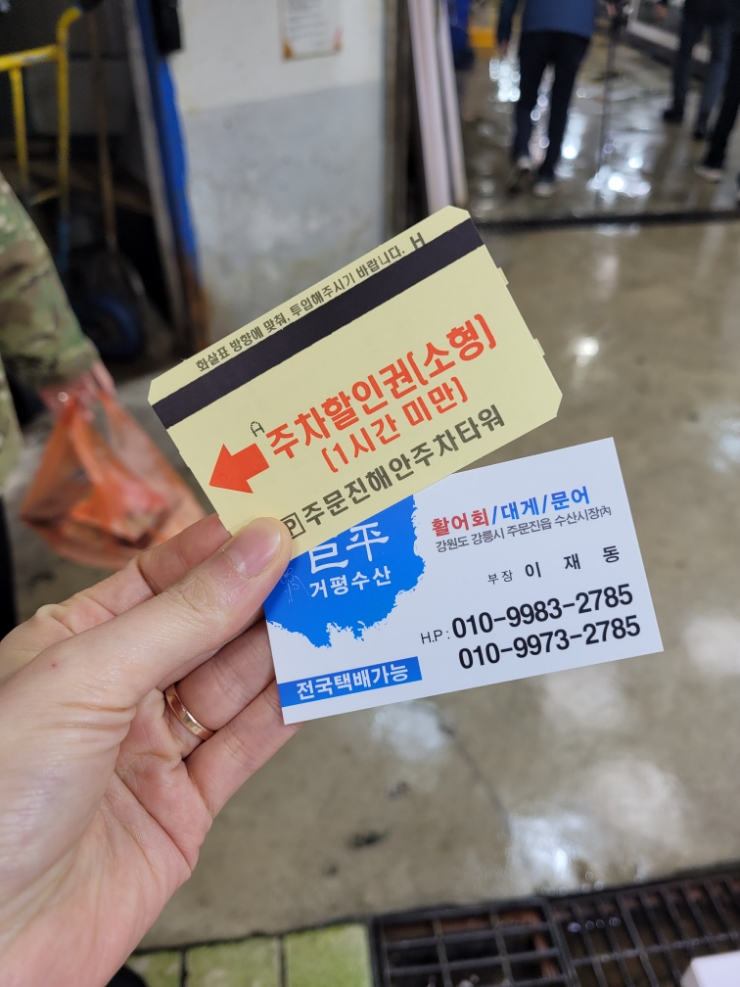 화살표 방향에 맞춰, 투입해주시기 바랍니다. H
A
주차할인권(소형)
(1시간 미만)
P 주문진해안주차타워
巨平
거평수산
전국택배가능
활어회/대게/문어
강원도 강릉시 주문진읍 수산시장內
부장 이 재 동
H.P : 010-9983-2785
010-9973-2785